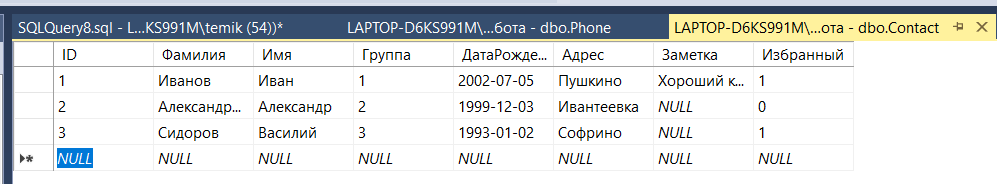 SQLQuery8.sql - L...KS991M\temik (54))* LAPTOP-D6KS991M\...бота - dbo.Phone LAPTOP-D6KS991M\...ота - dbo.Contact
ID Фамилия Имя Группа ДатаРожде... Адрес Заметка Избранный
1 Иванов Иван 1 2002-07-05 Пушкино Хороший к... 1
2 Александр... Александр 2 1999-12-03 Ивантеевка NULL 0
3 Сидоров Василий 3 1993-01-02 Софрино NULL 1
NULL NULL NULL NULL NULL NULL NULL NULL